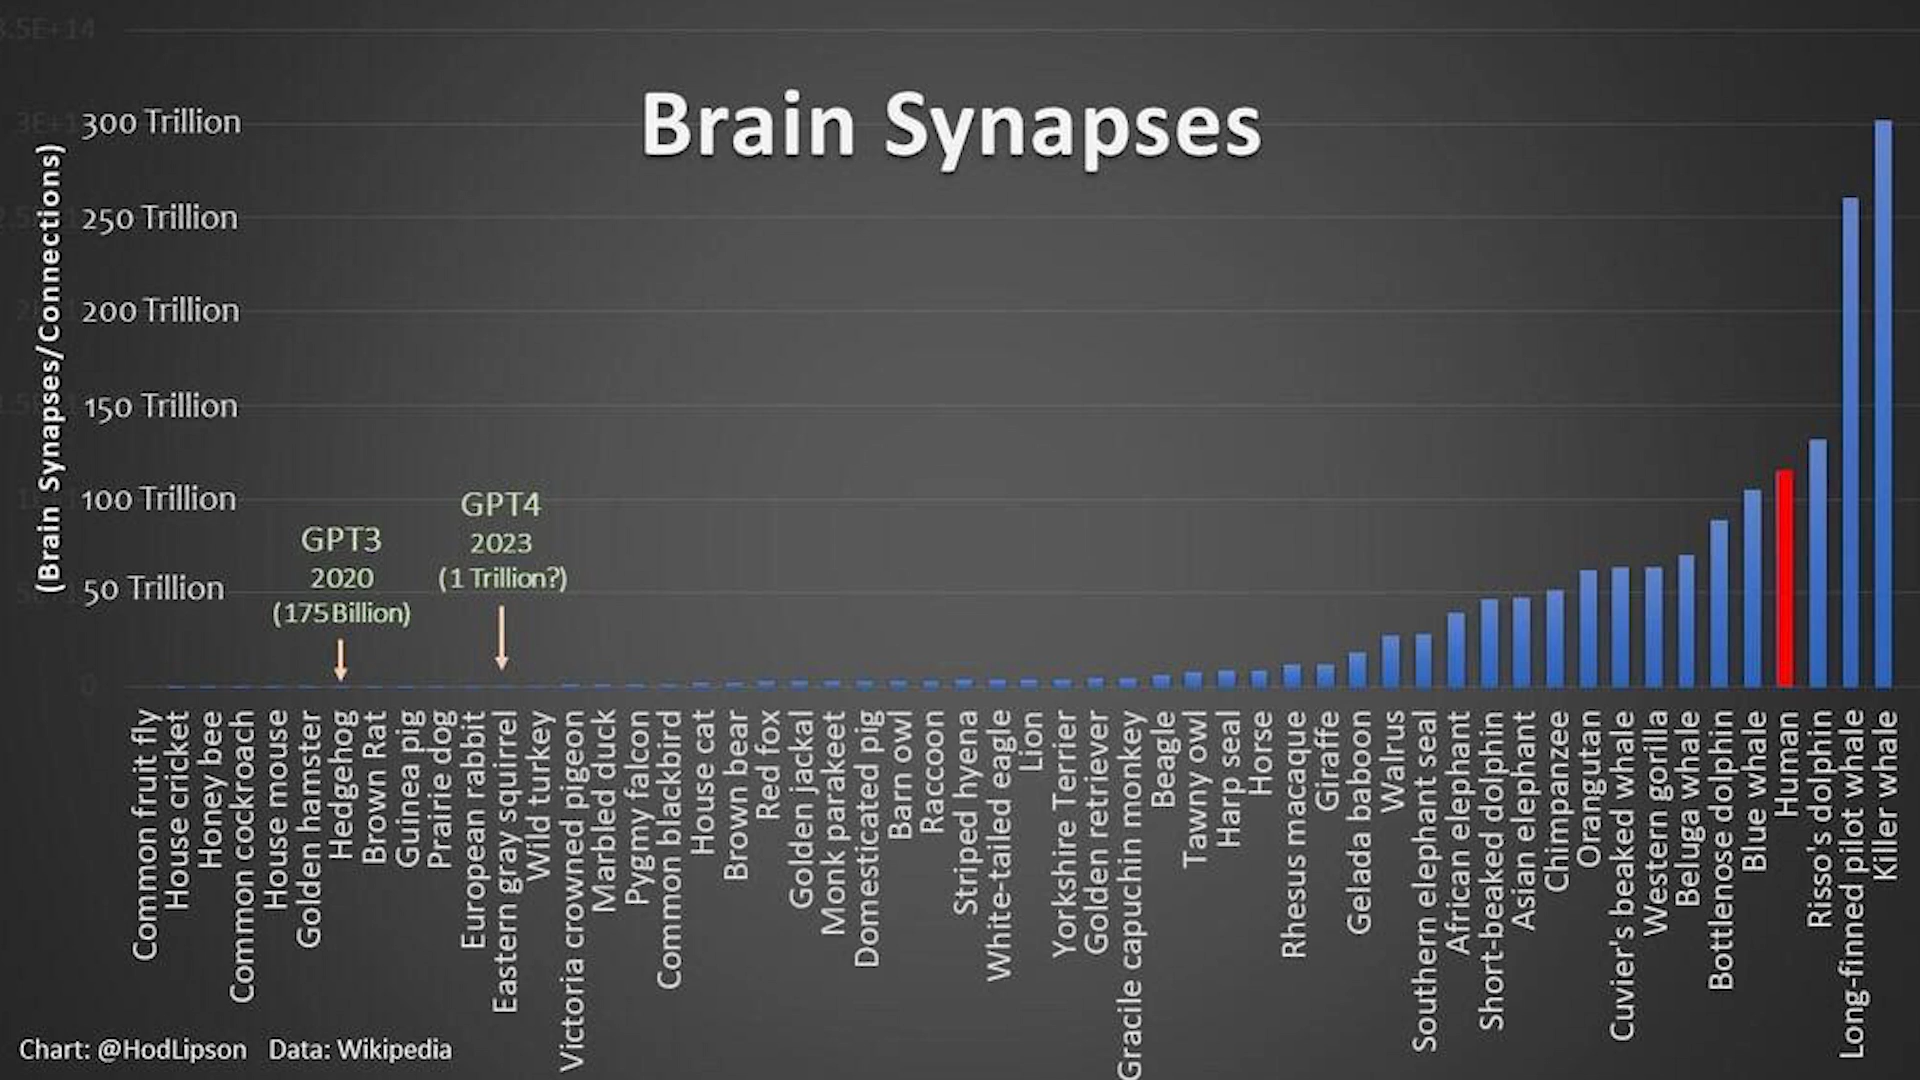 Brain Synapses
(Brain Synapses/Connections)
300 Trillion
250 Trillion
200 Trillion
150 Trillion
100 Trillion
50 Trillion
0
3.5E+14
GPT3
2020
(175 Billion)
GPT4
2023
(1 Trillion?)
Common fruit fly
House cricket
Honey bee
Common cockroach
House mouse
Golden hamster
Hedgehog
Brown Rat
Guinea pig
Prairie dog
European rabbit
Eastern gray squirrel
Wild turkey
Victoria crowned pigeon
Marbled duck
Pygmy falcon
Common blackbird
House cat
Brown bear
Red fox
Golden jackal
Monk parakeet
Domesticated pig
Barn owl
Raccoon
Striped hyena
White-tailed eagle
Lion
Yorkshire Terrier
Golden retriever
Gracile capuchin monkey
Beagle
Tawny owl
Harp seal
Horse
Rhesus macaque
Giraffe
Gelada baboon
Walrus
Southern elephant seal
African elephant
Short-beaked dolphin
Asian elephant
Chimpanzee
Orangutan
Cuvier's beaked whale
Western gorilla
Beluga whale
Bottlenose dolphin
Blue whale
Human
Risso's dolphin
Long-finned pilot whale
Killer whale
Chart: @HodLipson Data: Wikipedia